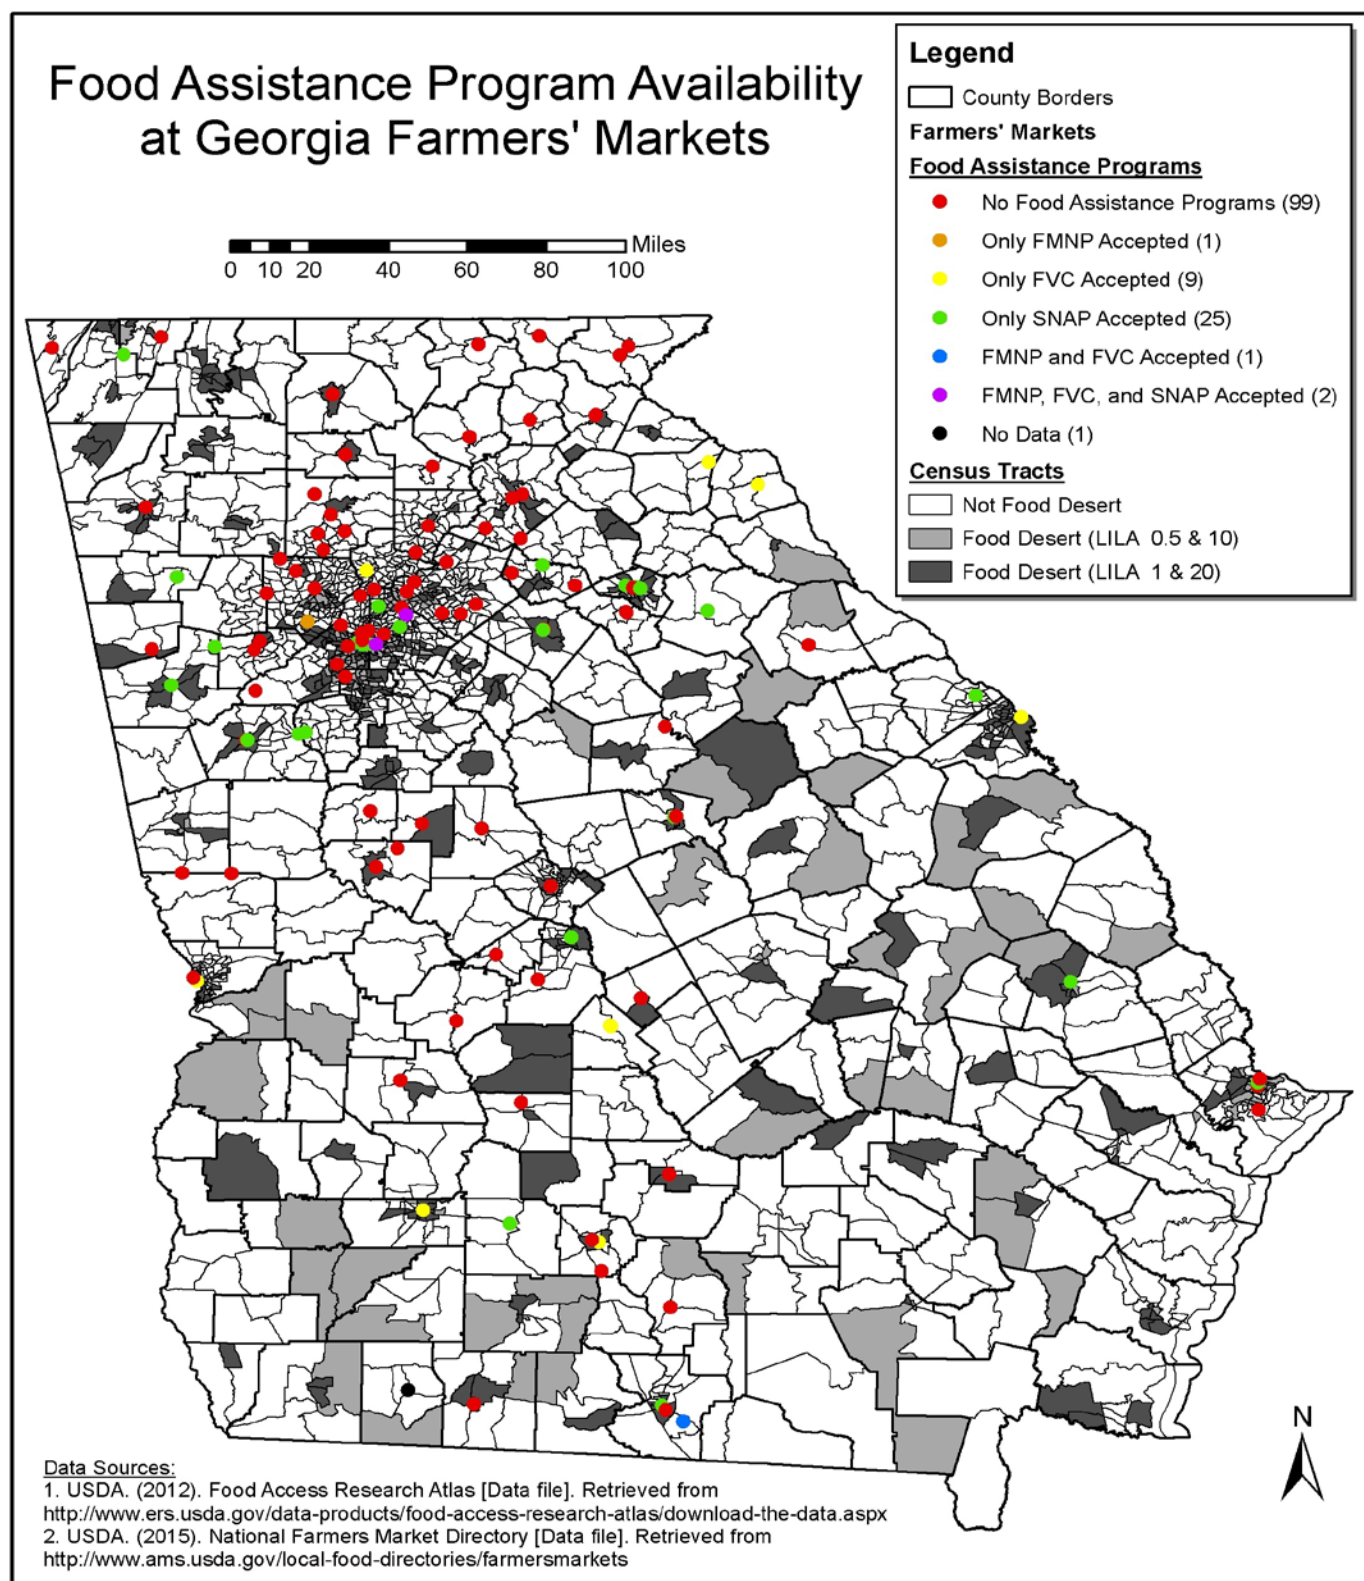 Food Assistance Program Availability
at Georgia Farmers' Markets
Miles
0 10 20 40 60 80 100
Legend
County Borders
Farmers' Markets
Food Assistance Programs
No Food Assistance Programs (99)
Only FMNP Accepted (1)
Only FVC Accepted (9)
Only SNAP Accepted (25)
FMNP and FVC Accepted (1)
FMNP, FVC, and SNAP Accepted (2)
No Data (1)
Census Tracts
Not Food Desert
Food Desert (LILA 0.5 & 10)
Food Desert (LILA 1 & 20)
N
Data Sources:
1. USDA. (2012). Food Access Research Atlas [Data file]. Retrieved from
http://www.ers.usda.gov/data-products/food-access-research-atlas/download-the-data.aspx
2. USDA. (2015). National Farmers Market Directory [Data file]. Retrieved from
http://www.ams.usda.gov/local-food-directories/farmersmarkets